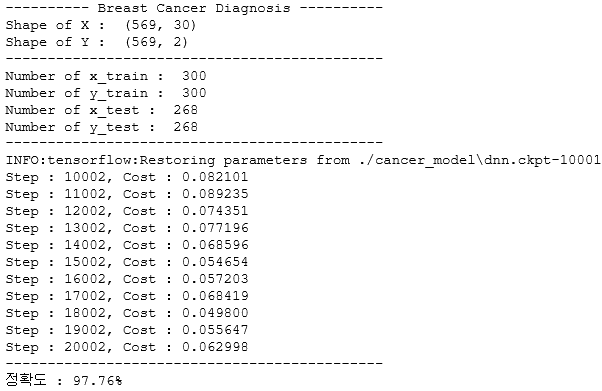 ---------- Breast Cancer Diagnosis ----------
Shape of X :  (569, 30)
Shape of Y :  (569, 2)
----------------------------------------------
Number of x_train :  300
Number of y_train :  300
Number of x_test :  268
Number of y_test :  268
----------------------------------------------
INFO:tensorflow:Restoring parameters from ./cancer_model\dnn.ckpt-10001
Step : 10002, Cost : 0.082101
Step : 11002, Cost : 0.089235
Step : 12002, Cost : 0.074351
Step : 13002, Cost : 0.077196
Step : 14002, Cost : 0.068596
Step : 15002, Cost : 0.054654
Step : 16002, Cost : 0.057203
Step : 17002, Cost : 0.068419
Step : 18002, Cost : 0.049800
Step : 19002, Cost : 0.055647
Step : 20002, Cost : 0.062998
----------------------------------------------
정확도 : 97.76%